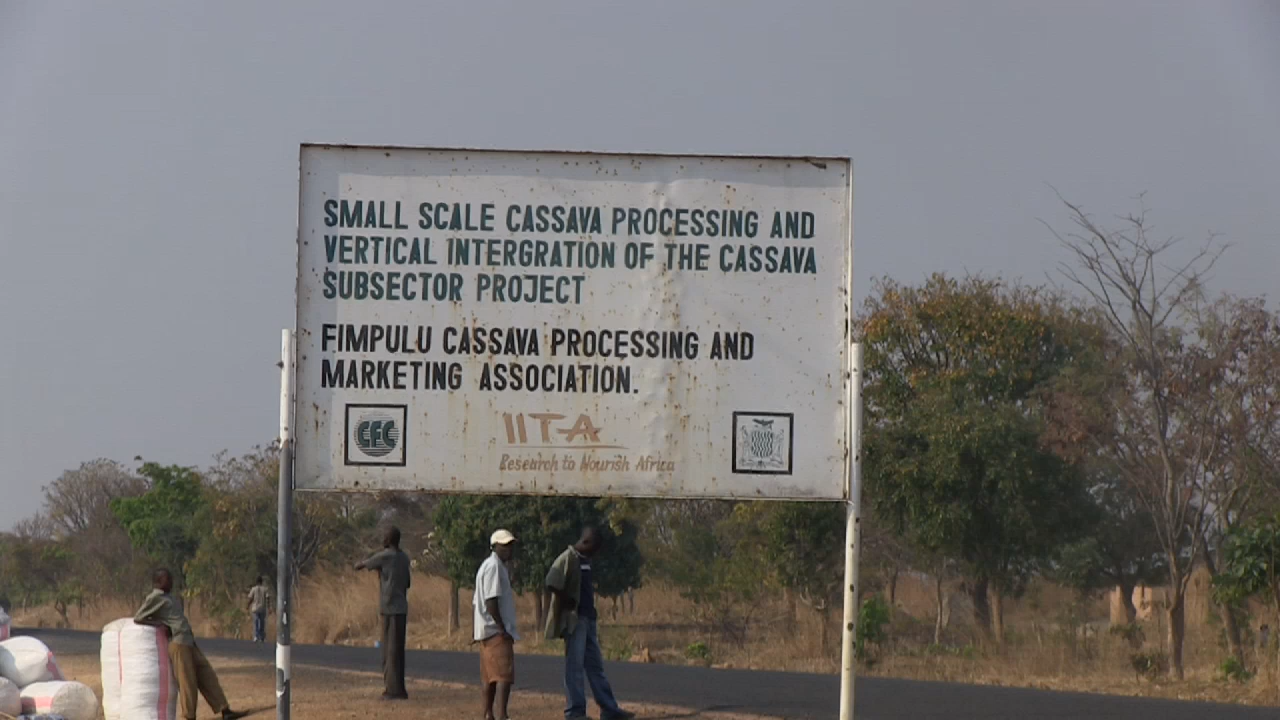 SMALL SCALE CASSAVA PROCESSING AND
VERTICAL INTERGRATION OF THE CASSAVA
SUBSECTOR PROJECT
FIMPULU CASSAVA PROCESSING AND
MARKETING ASSOCIATION.
CFC
IITA
Research to Nourish Africa